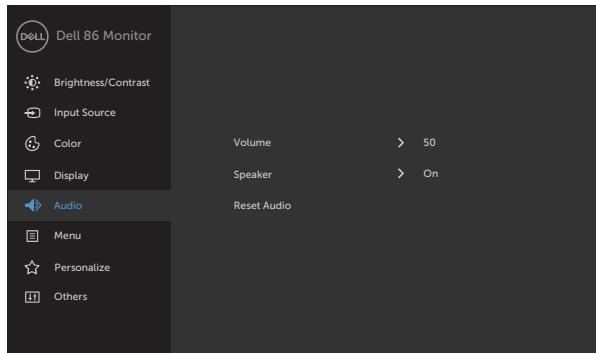 DELL Dell 86 Monitor
Brightness/Contrast
Input Source
Color
Volume 50
Display
Speaker On
Audio
Reset Audio
Menu
Personalize
Others